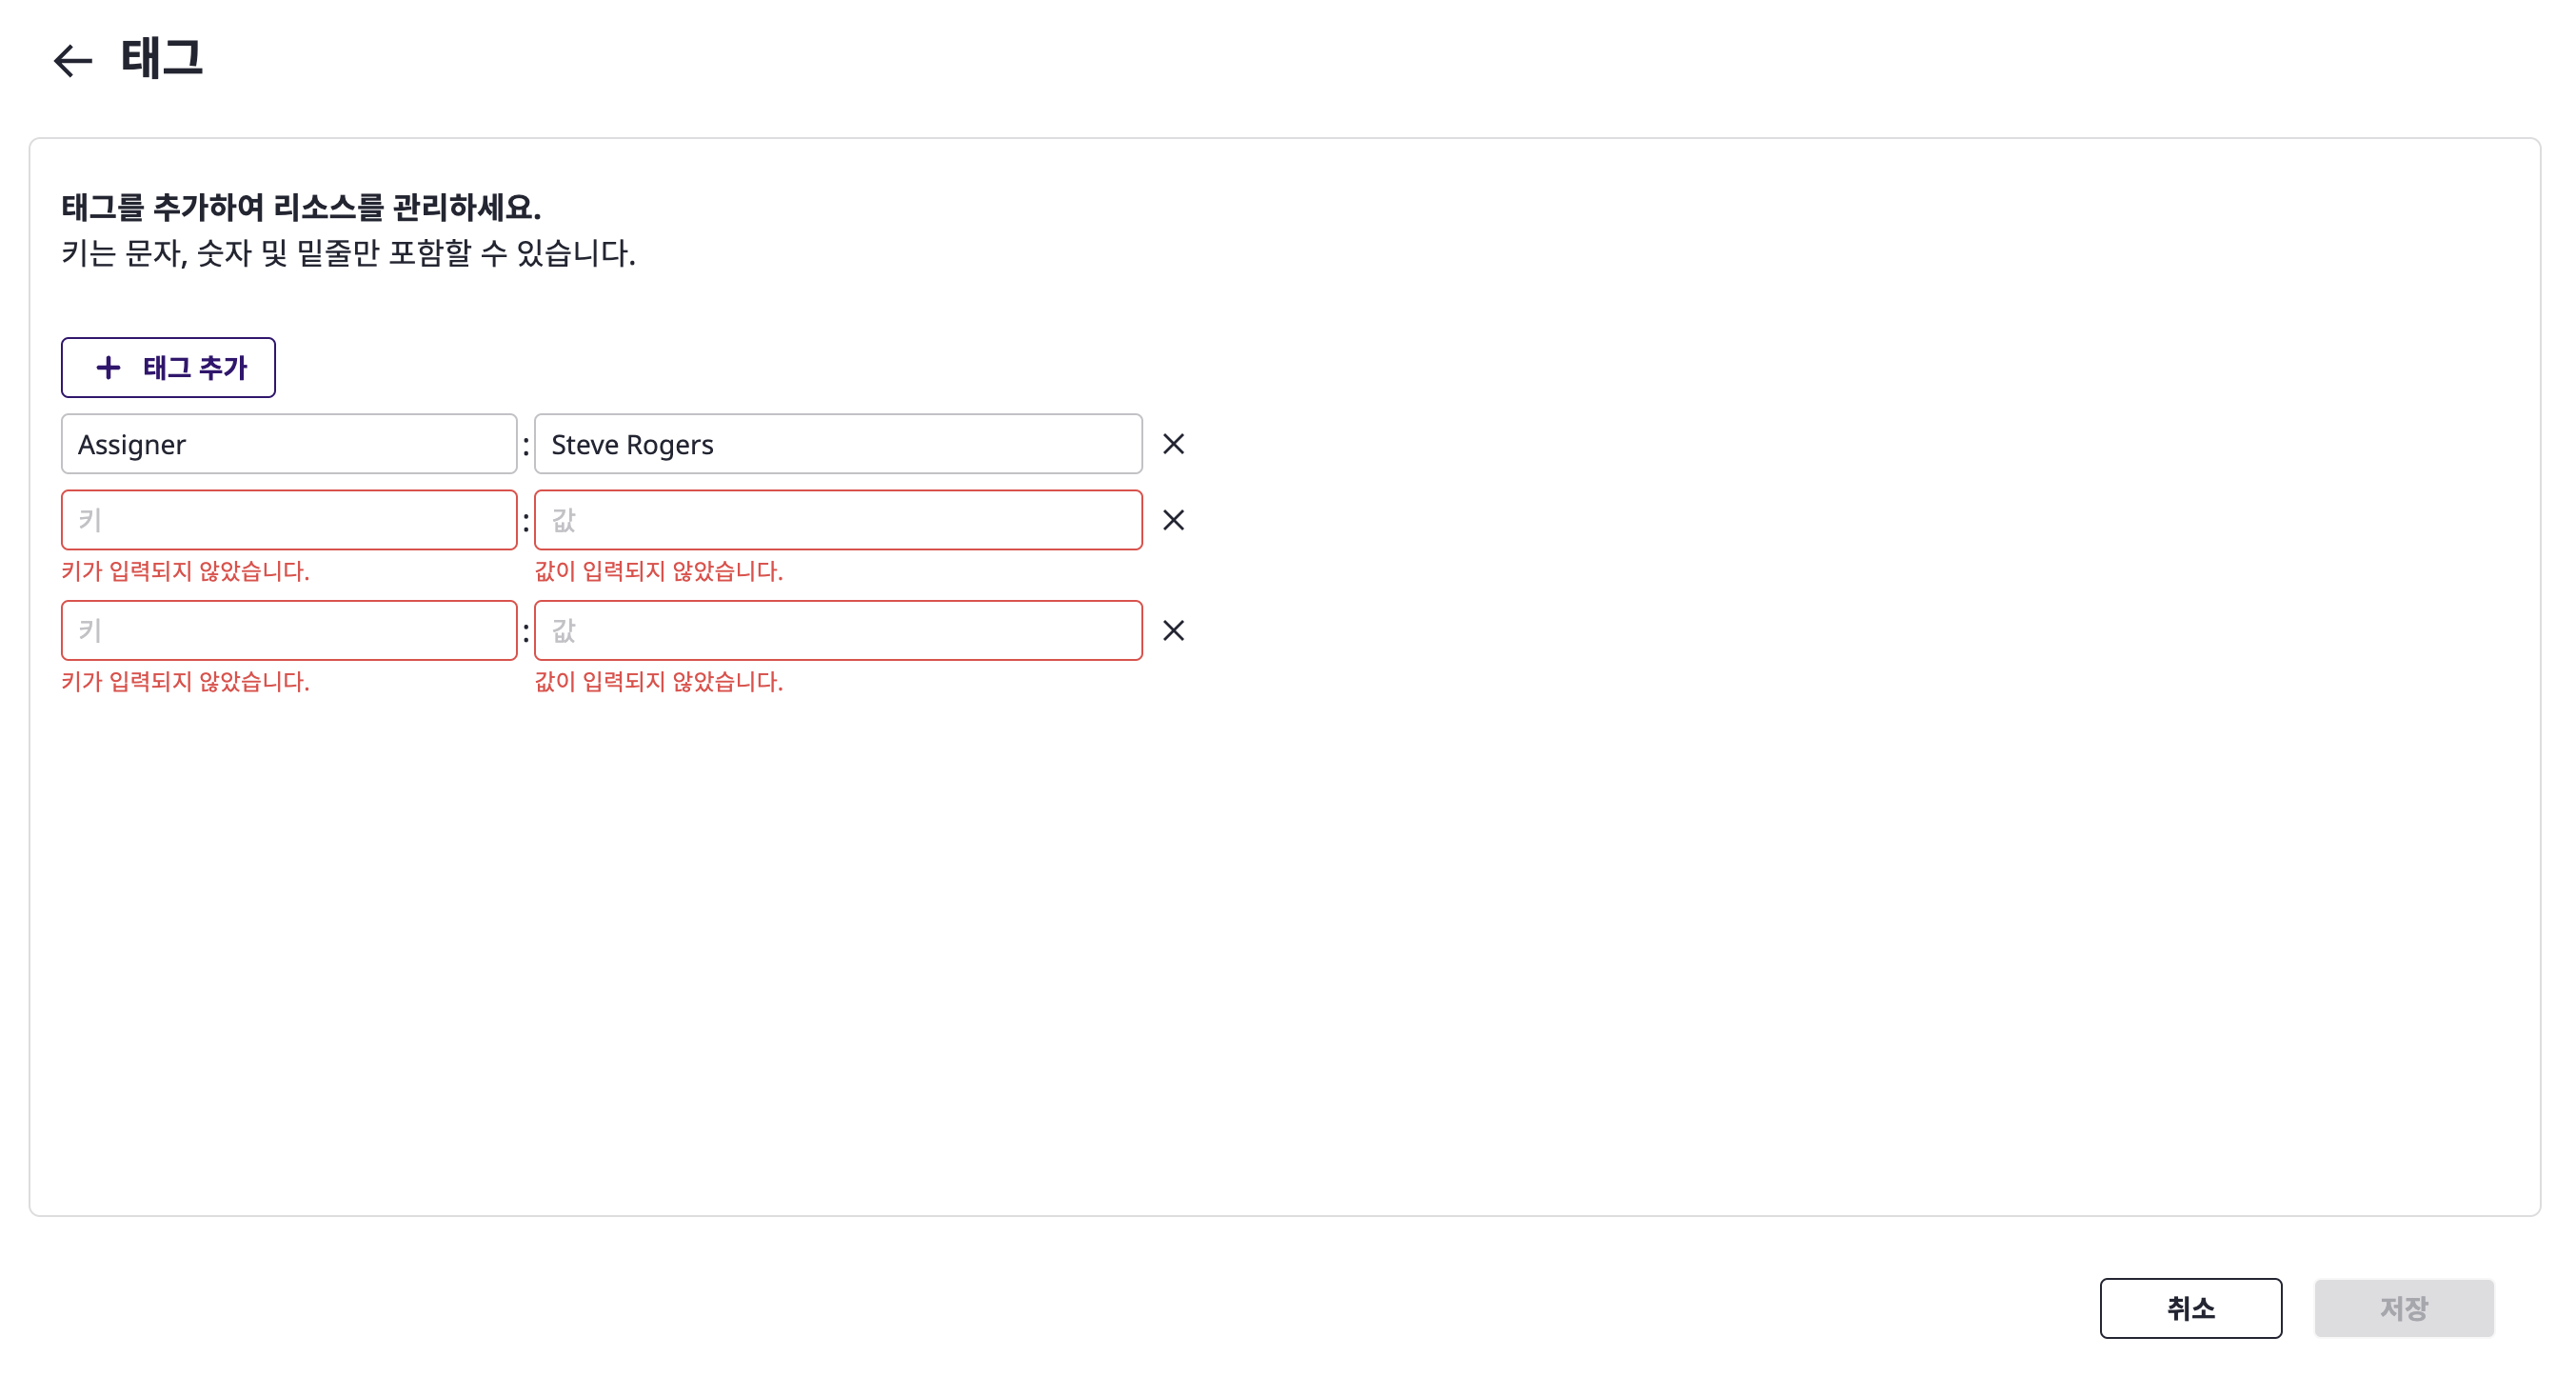 태그
태그를 추가하여 리소스를 관리하세요.
키는 문자, 숫자 및 밑줄만 포함할 수 있습니다.
+ 태그 추가
Assigner : Steve Rogers
키 : 값
키가 입력되지 않았습니다. 값이 입력되지 않았습니다.
키 : 값
키가 입력되지 않았습니다. 값이 입력되지 않았습니다.
취소 저장